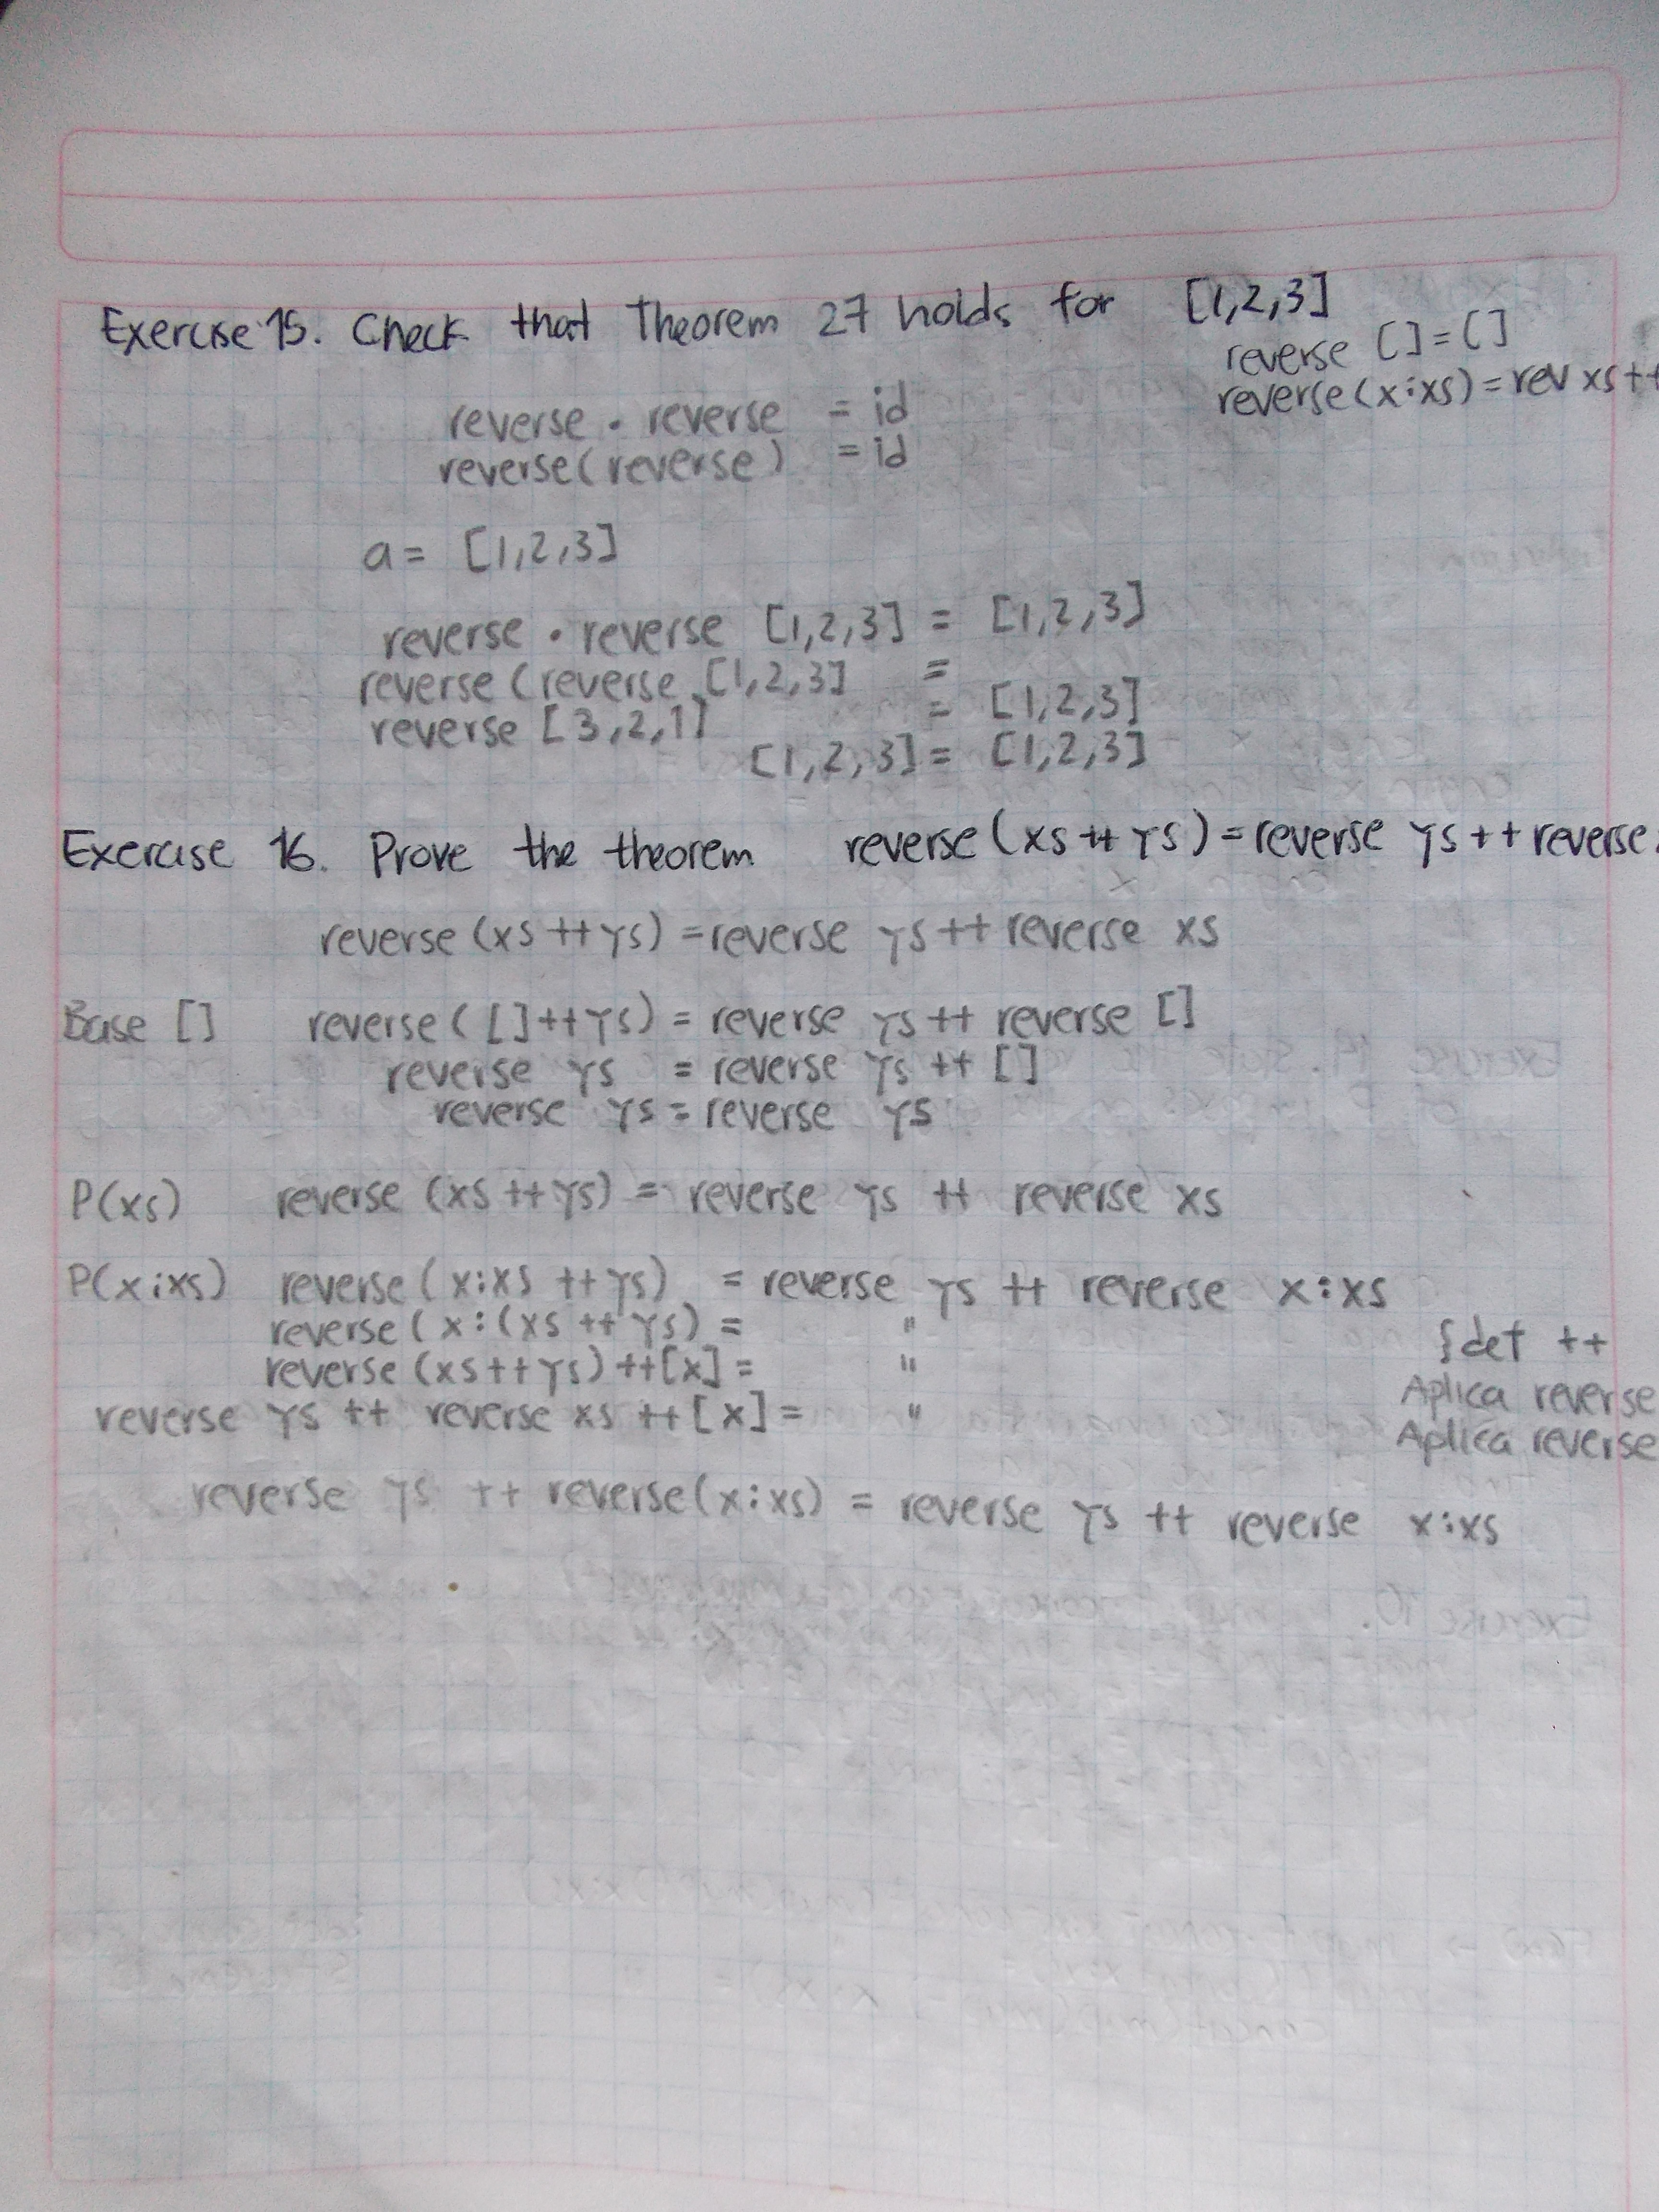 Exercise 15. Check that Theorem 27 holds for [1,2,3]
reverse []=[]
reverse(x:xs)=rev xs++
reverse . reverse = id
reverse(reverse) = id
a= [1,2,3]
reverse . reverse [1,2,3] = [1,2,3]
reverse (reverse [1,2,3] =
reverse [3,2,1] = [1,2,3]
[1,2,3]= [1,2,3]
Exercise 16. Prove the theorem reverse(xs++ys)=reverse ys++reverse
reverse (xs++ys)=reverse ys++reverse xs
Base [] reverse([]++ys)= reverse ys++ reverse []
reverse ys = reverse ys ++ []
reverse ys = reverse ys
P(xs) reverse (xs++ys) = reverse ys ++ reverse xs
P(x:xs) reverse(x:xs ++ys) = reverse ys ++ reverse x:xs
reverse(x:(xs ++ ys) = " {def ++
reverse (xs++ys)++[x]= " Aplica reverse
reverse ys ++ reverse xs ++[x]= " Aplica reverse
reverse ys ++ reverse(x:xs) = reverse ys ++ reverse x:xs